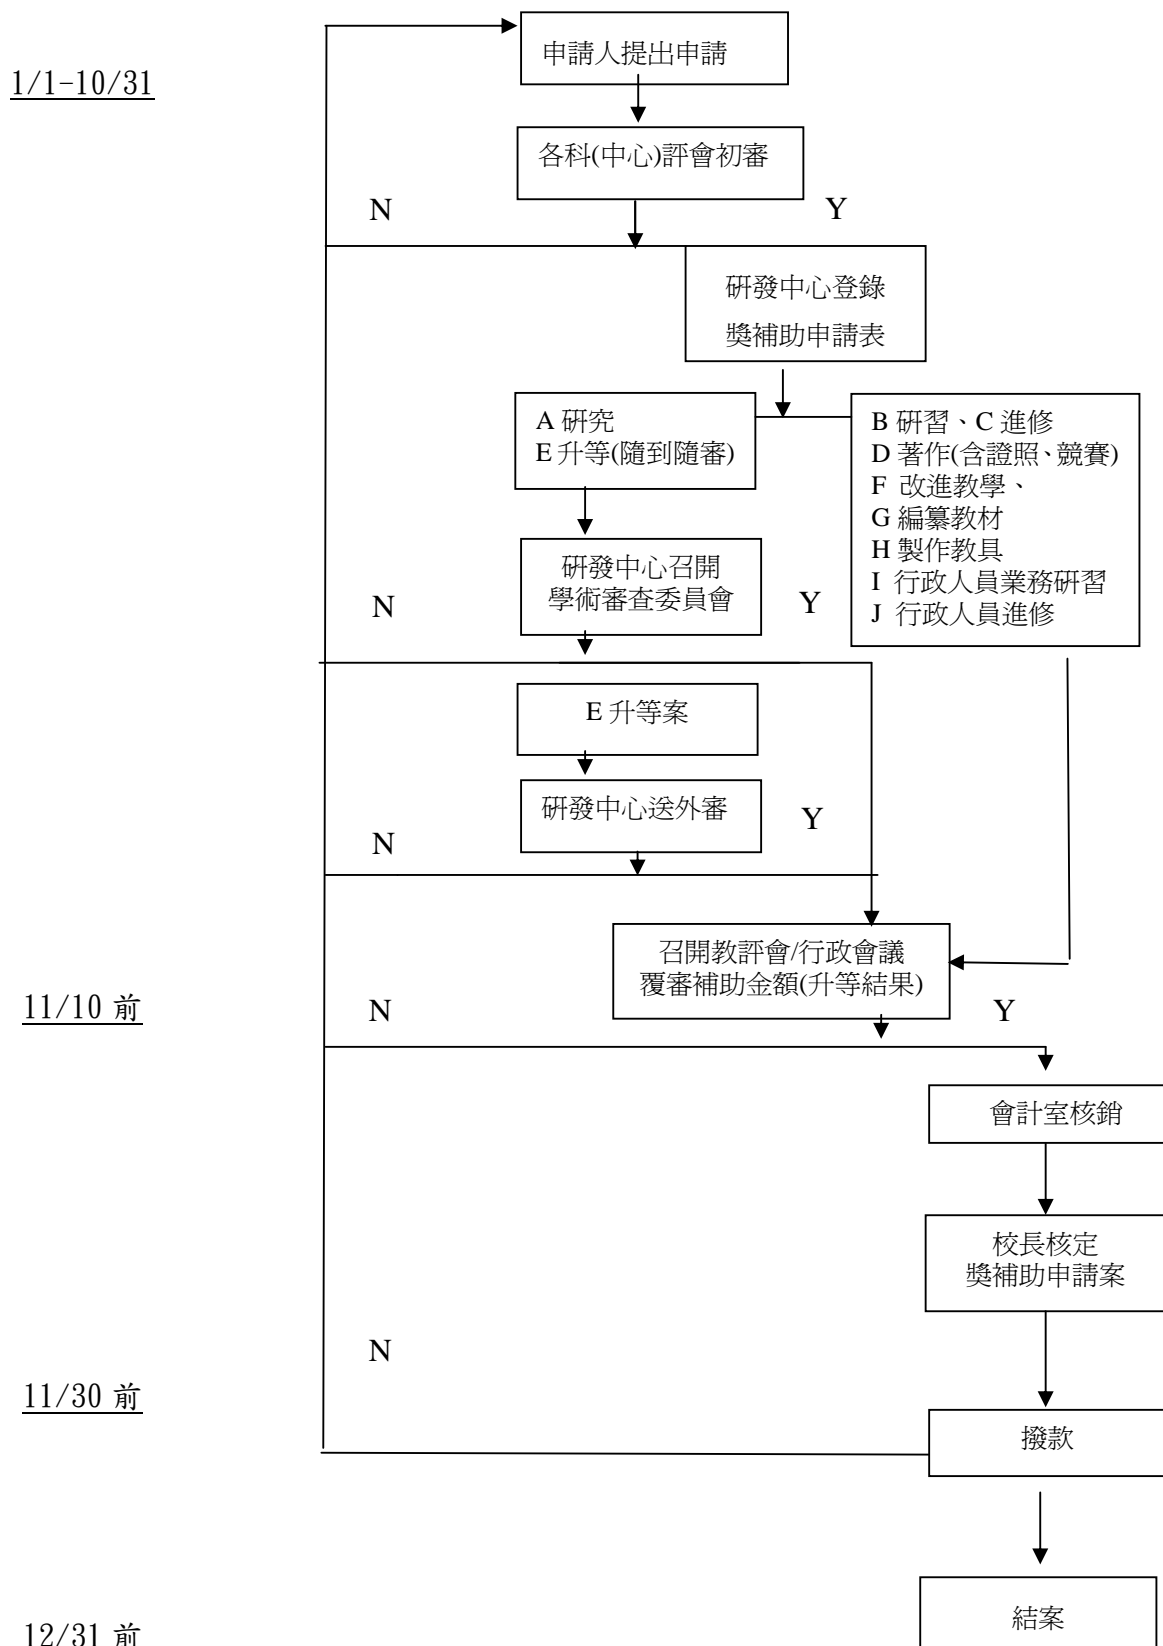 申請人提出申請
1/1-10/31
各科(中心)評會初審
N
Y
研發中心登錄
獎補助申請表
A 研究
E 升等(隨到隨審)
B 研習、C 進修
D 著作(含證照、競賽)
F 改進教學、
G 編纂教材
H 製作教具
I 行政人員業務研習
J 行政人員進修
研發中心召開
學術審查委員會
N
Y
E 升等案
研發中心送外審
N
Y
召開教評會/行政會議
覆審補助金額(升等結果)
11/10 前
N
Y
會計室核銷
校長核定
獎補助申請案
N
11/30 前
撥款
結案
12/31 前